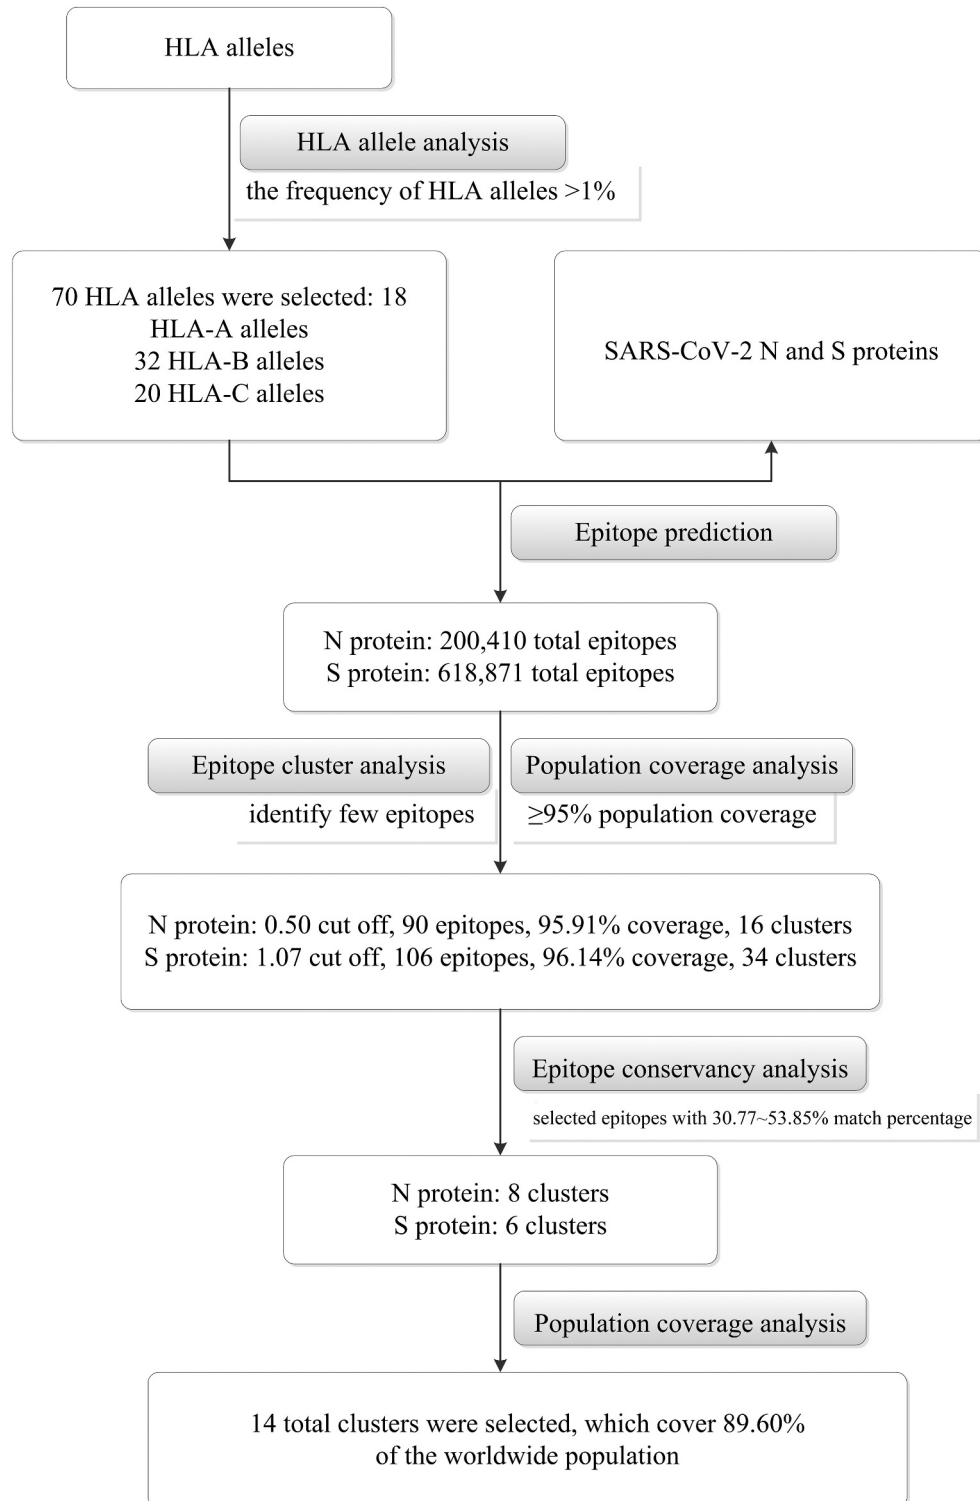 HLA alleles
HLA allele analysis
the frequency of HLA alleles >1%
70 HLA alleles were selected: 18
HLA-A alleles
32 HLA-B alleles
20 HLA-C alleles
SARS-CoV-2 N and S proteins
Epitope prediction
N protein: 200,410 total epitopes
S protein: 618,871 total epitopes
Epitope cluster analysis
identify few epitopes
Population coverage analysis
≥95% population coverage
N protein: 0.50 cut off, 90 epitopes, 95.91% coverage, 16 clusters
S protein: 1.07 cut off, 106 epitopes, 96.14% coverage, 34 clusters
Epitope conservancy analysis
selected epitopes with 30.77~53.85% match percentage
N protein: 8 clusters
S protein: 6 clusters
Population coverage analysis
14 total clusters were selected, which cover 89.60%
of the worldwide population